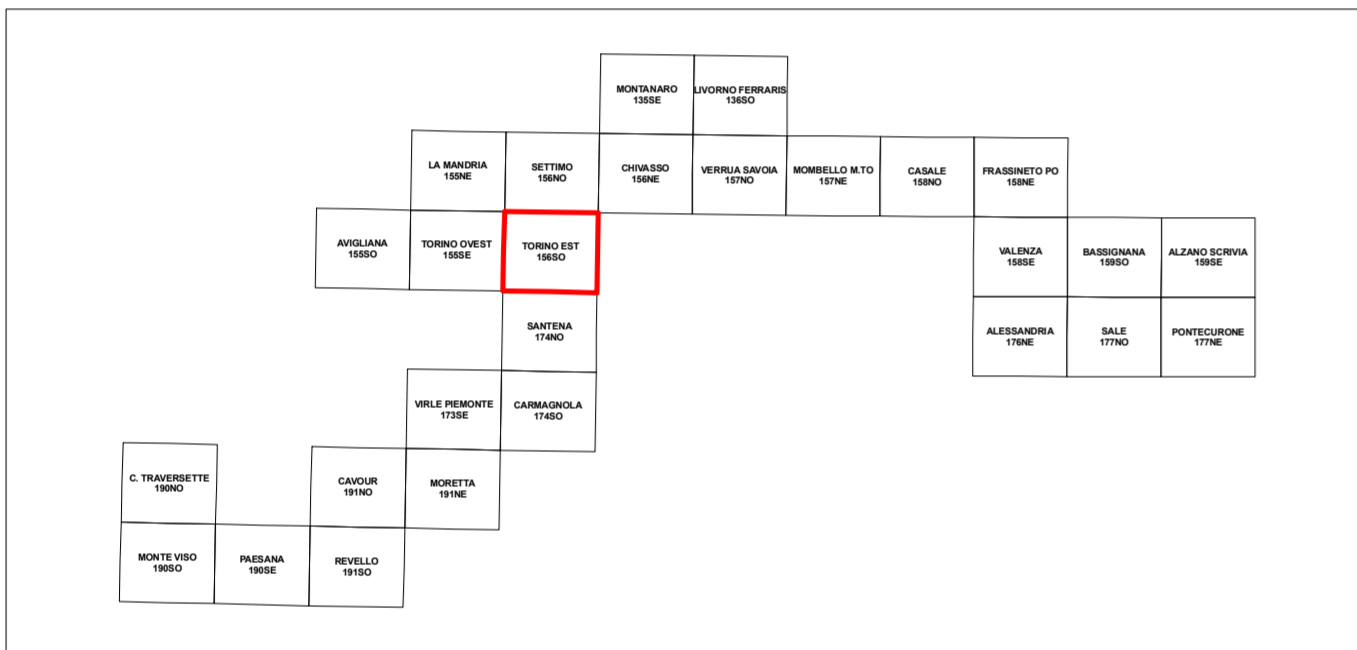 MONTANARO
135SE
LIVORNO FERRARIS
136SO
LA MANDRIA
155NE
SETTIMO
156NO
CHIVASSO
156NE
VERRUA SAVOIA
157NO
MOMBELLO M.TO
157NE
CASALE
158NO
FRASSINETO PO
158NE
AVIGLIANA
155SO
TORINO OVEST
155SE
TORINO EST
156SO
VALENZA
158SE
BASSIGNANA
159SO
ALZANO SCRIVIA
159SE
SANTENA
174NO
ALESSANDRIA
176NE
SALE
177NO
PONTECURONE
177NE
VIRLE PIEMONTE
173SE
CARMAGNOLA
174SO
C. TRAVERSETTE
190NO
CAVOUR
191NO
MORETTA
191NE
MONTE VISO
190SO
PAESANA
190SE
REVELLO
191SO